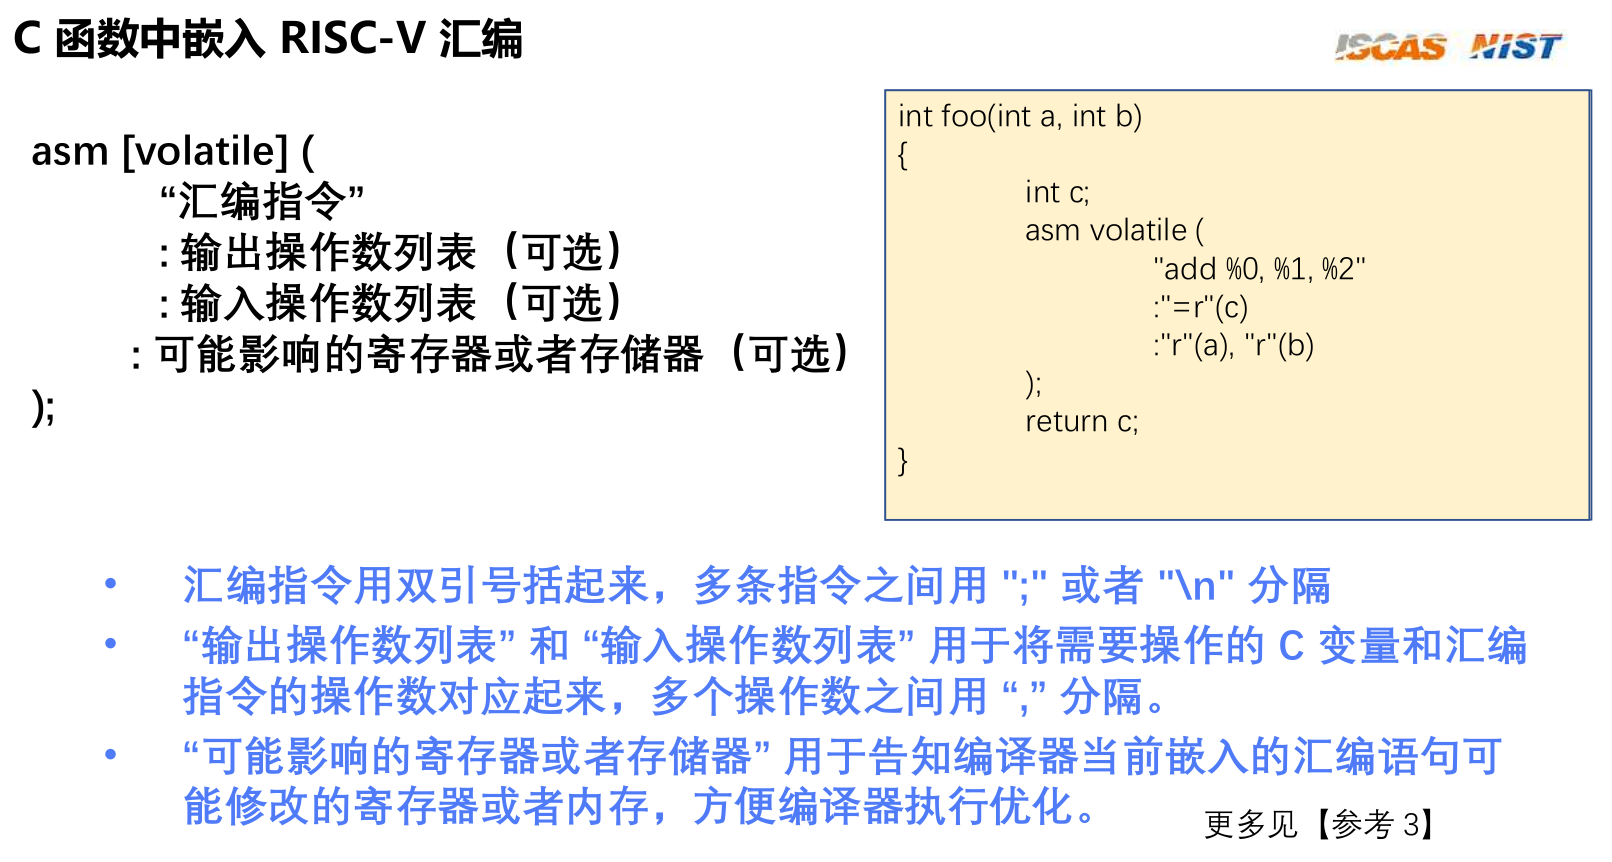 C 函数中嵌入 RISC-V 汇编
ISCAS NIST
asm [volatile] (
“汇编指令”
: 输出操作数列表（可选）
: 输入操作数列表（可选）
: 可能影响的寄存器或者存储器（可选）
);
int foo(int a, int b)
{
int c;
asm volatile (
"add %0, %1, %2"
:"=r"(c)
:"r"(a), "r"(b)
);
return c;
}
• 汇编指令用双引号括起来，多条指令之间用 ";" 或者 "\n" 分隔
• “输出操作数列表” 和 “输入操作数列表” 用于将需要操作的 C 变量和汇编
指令的操作数对应起来，多个操作数之间用 “,” 分隔。
• “可能影响的寄存器或者存储器” 用于告知编译器当前嵌入的汇编语句可
能修改的寄存器或者内存，方便编译器执行优化。
更多见【参考 3】